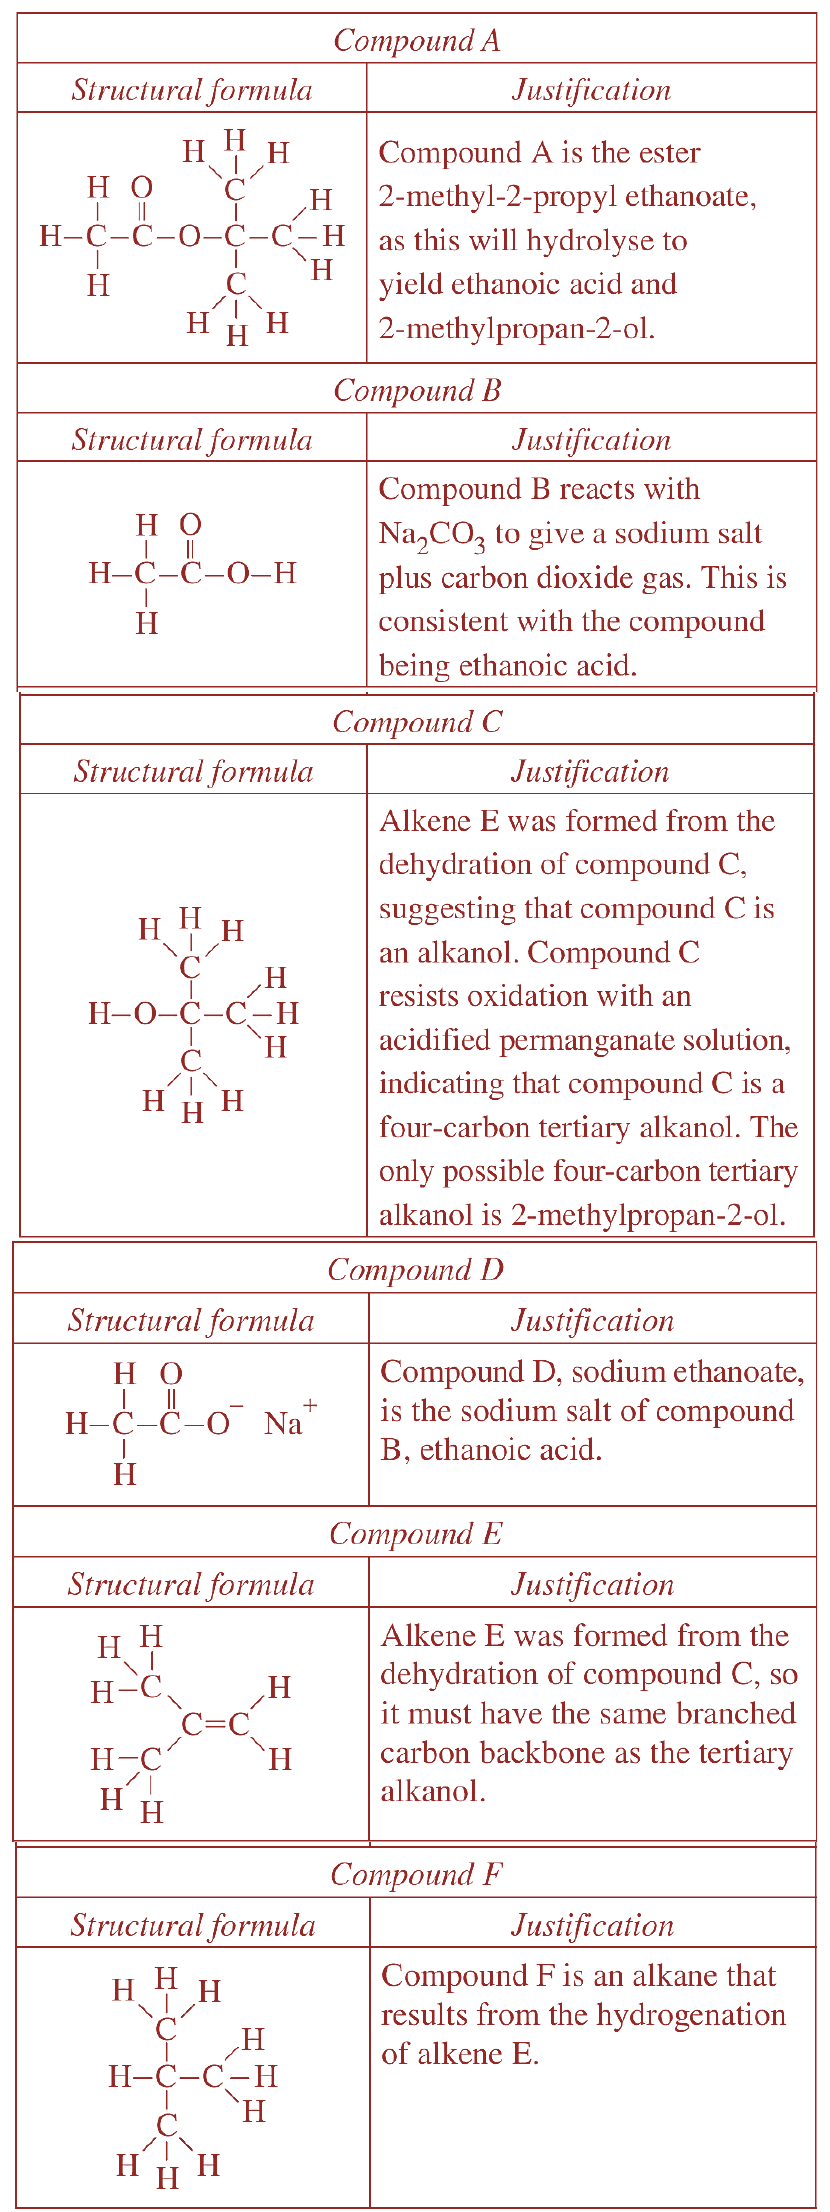 Compound A
Structural formula Justification
H H H
H O H
H–C–C–O–C–C–H
H H
C
C
H H H
Compound A is the ester
2-methyl-2-propyl ethanoate,
as this will hydrolyse to
yield ethanoic acid and
2-methylpropan-2-ol.
Compound B
Structural formula Justification
H O
H–C–C–O–H
H
Compound B reacts with
Na2CO3 to give a sodium salt
plus carbon dioxide gas. This is
consistent with the compound
being ethanoic acid.
Compound C
Structural formula Justification
H H H
C H
H–O–C–C–H
C H
H H H
Alkene E was formed from the
dehydration of compound C,
suggesting that compound C is
an alkanol. Compound C
resists oxidation with an
acidified permanganate solution,
indicating that compound C is a
four-carbon tertiary alkanol. The
only possible four-carbon tertiary
alkanol is 2-methylpropan-2-ol.
Compound D
Structural formula Justification
H O
H–C–C–O− Na+
H
Compound D, sodium ethanoate,
is the sodium salt of compound
B, ethanoic acid.
Compound E
Structural formula Justification
H H
H–C H
C=C
H–C H
H H
Alkene E was formed from the
dehydration of compound C, so
it must have the same branched
carbon backbone as the tertiary
alkanol.
Compound F
Structural formula Justification
H H H
C H
H–C–C–H
C H
H H H
Compound F is an alkane that
results from the hydrogenation
of alkene E.